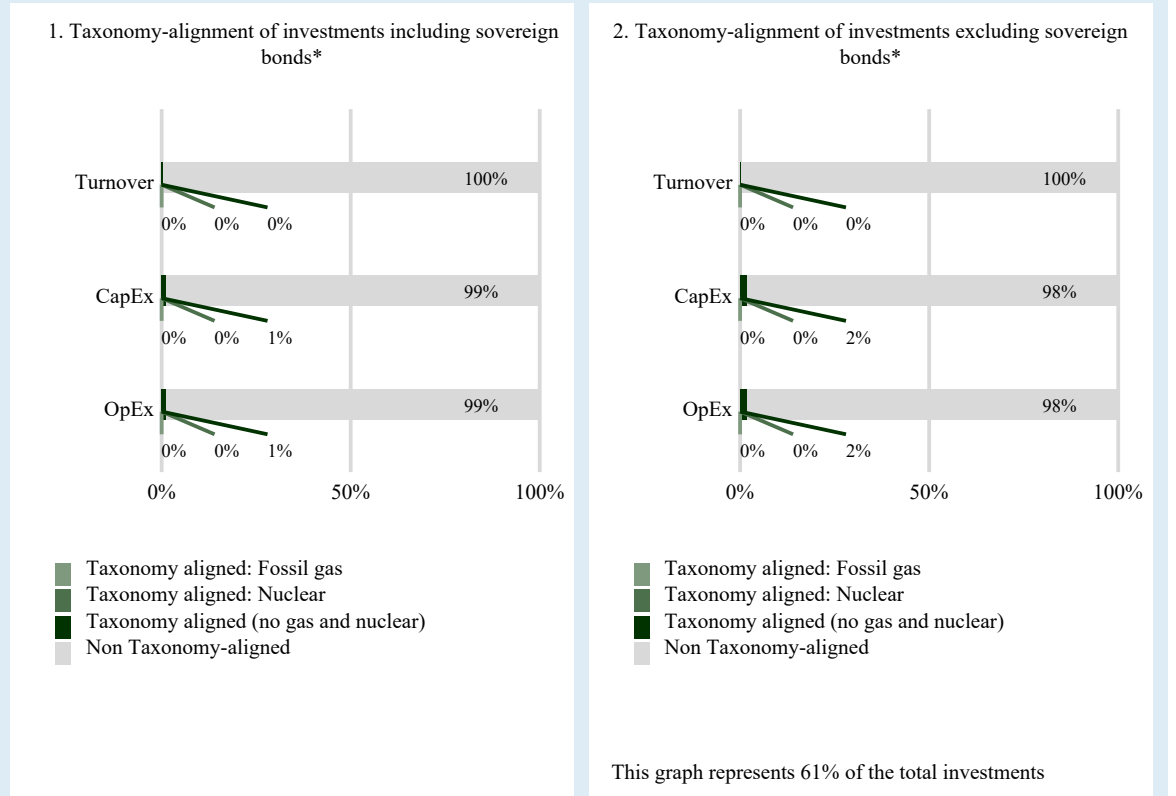 1. Taxonomy-alignment of investments including sovereign
bonds*
Turnover
100%
0% 0% 0%
CapEx
99%
0% 0% 1%
OpEx
99%
0% 0% 1%
0% 50% 100%
Taxonomy aligned: Fossil gas
Taxonomy aligned: Nuclear
Taxonomy aligned (no gas and nuclear)
Non Taxonomy-aligned
2. Taxonomy-alignment of investments excluding sovereign
bonds*
Turnover
100%
0% 0% 0%
CapEx
98%
0% 0% 2%
OpEx
98%
0% 0% 2%
0% 50% 100%
Taxonomy aligned: Fossil gas
Taxonomy aligned: Nuclear
Taxonomy aligned (no gas and nuclear)
Non Taxonomy-aligned
This graph represents 61% of the total investments